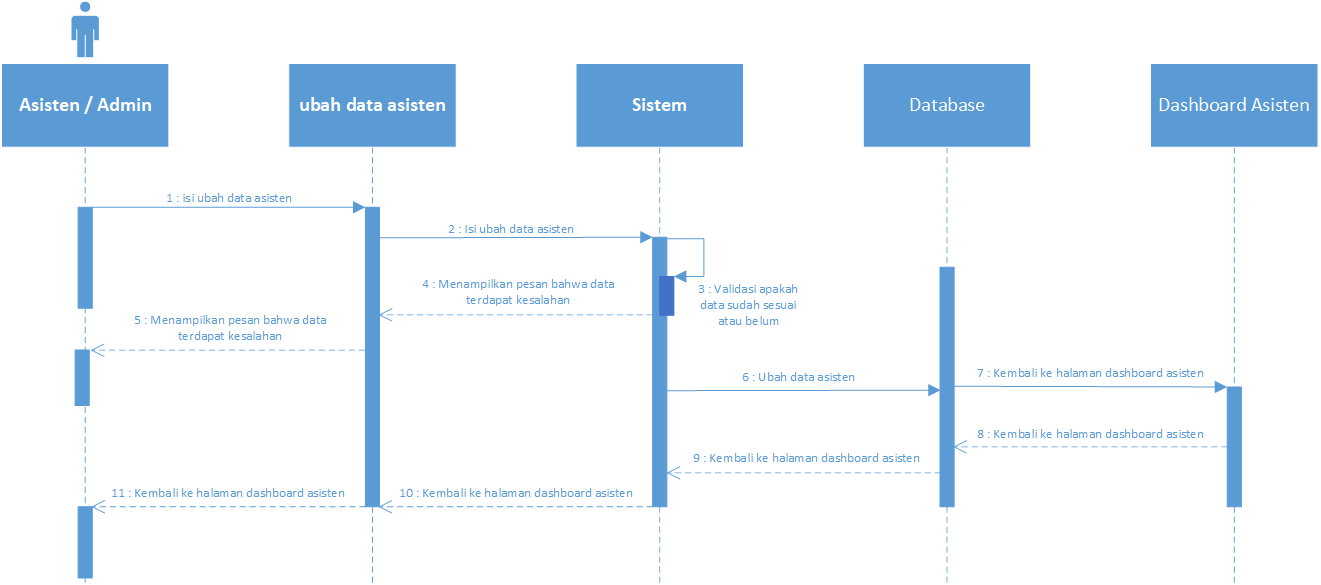 Asisten / Admin
ubah data asisten
Sistem
Database
Dashboard Asisten
1 : isi ubah data asisten
2 : Isi ubah data asisten
3 : Validasi apakah
data sudah sesuai
atau belum
4 : Menampilkan pesan bahwa data
terdapat kesalahan
5 : Menampilkan pesan bahwa data
terdapat kesalahan
6 : Ubah data asisten
7 : Kembali ke halaman dashboard asisten
8 : Kembali ke halaman dashboard asisten
9 : Kembali ke halaman dashboard asisten
10 : Kembali ke halaman dashboard asisten
11 : Kembali ke halaman dashboard asisten